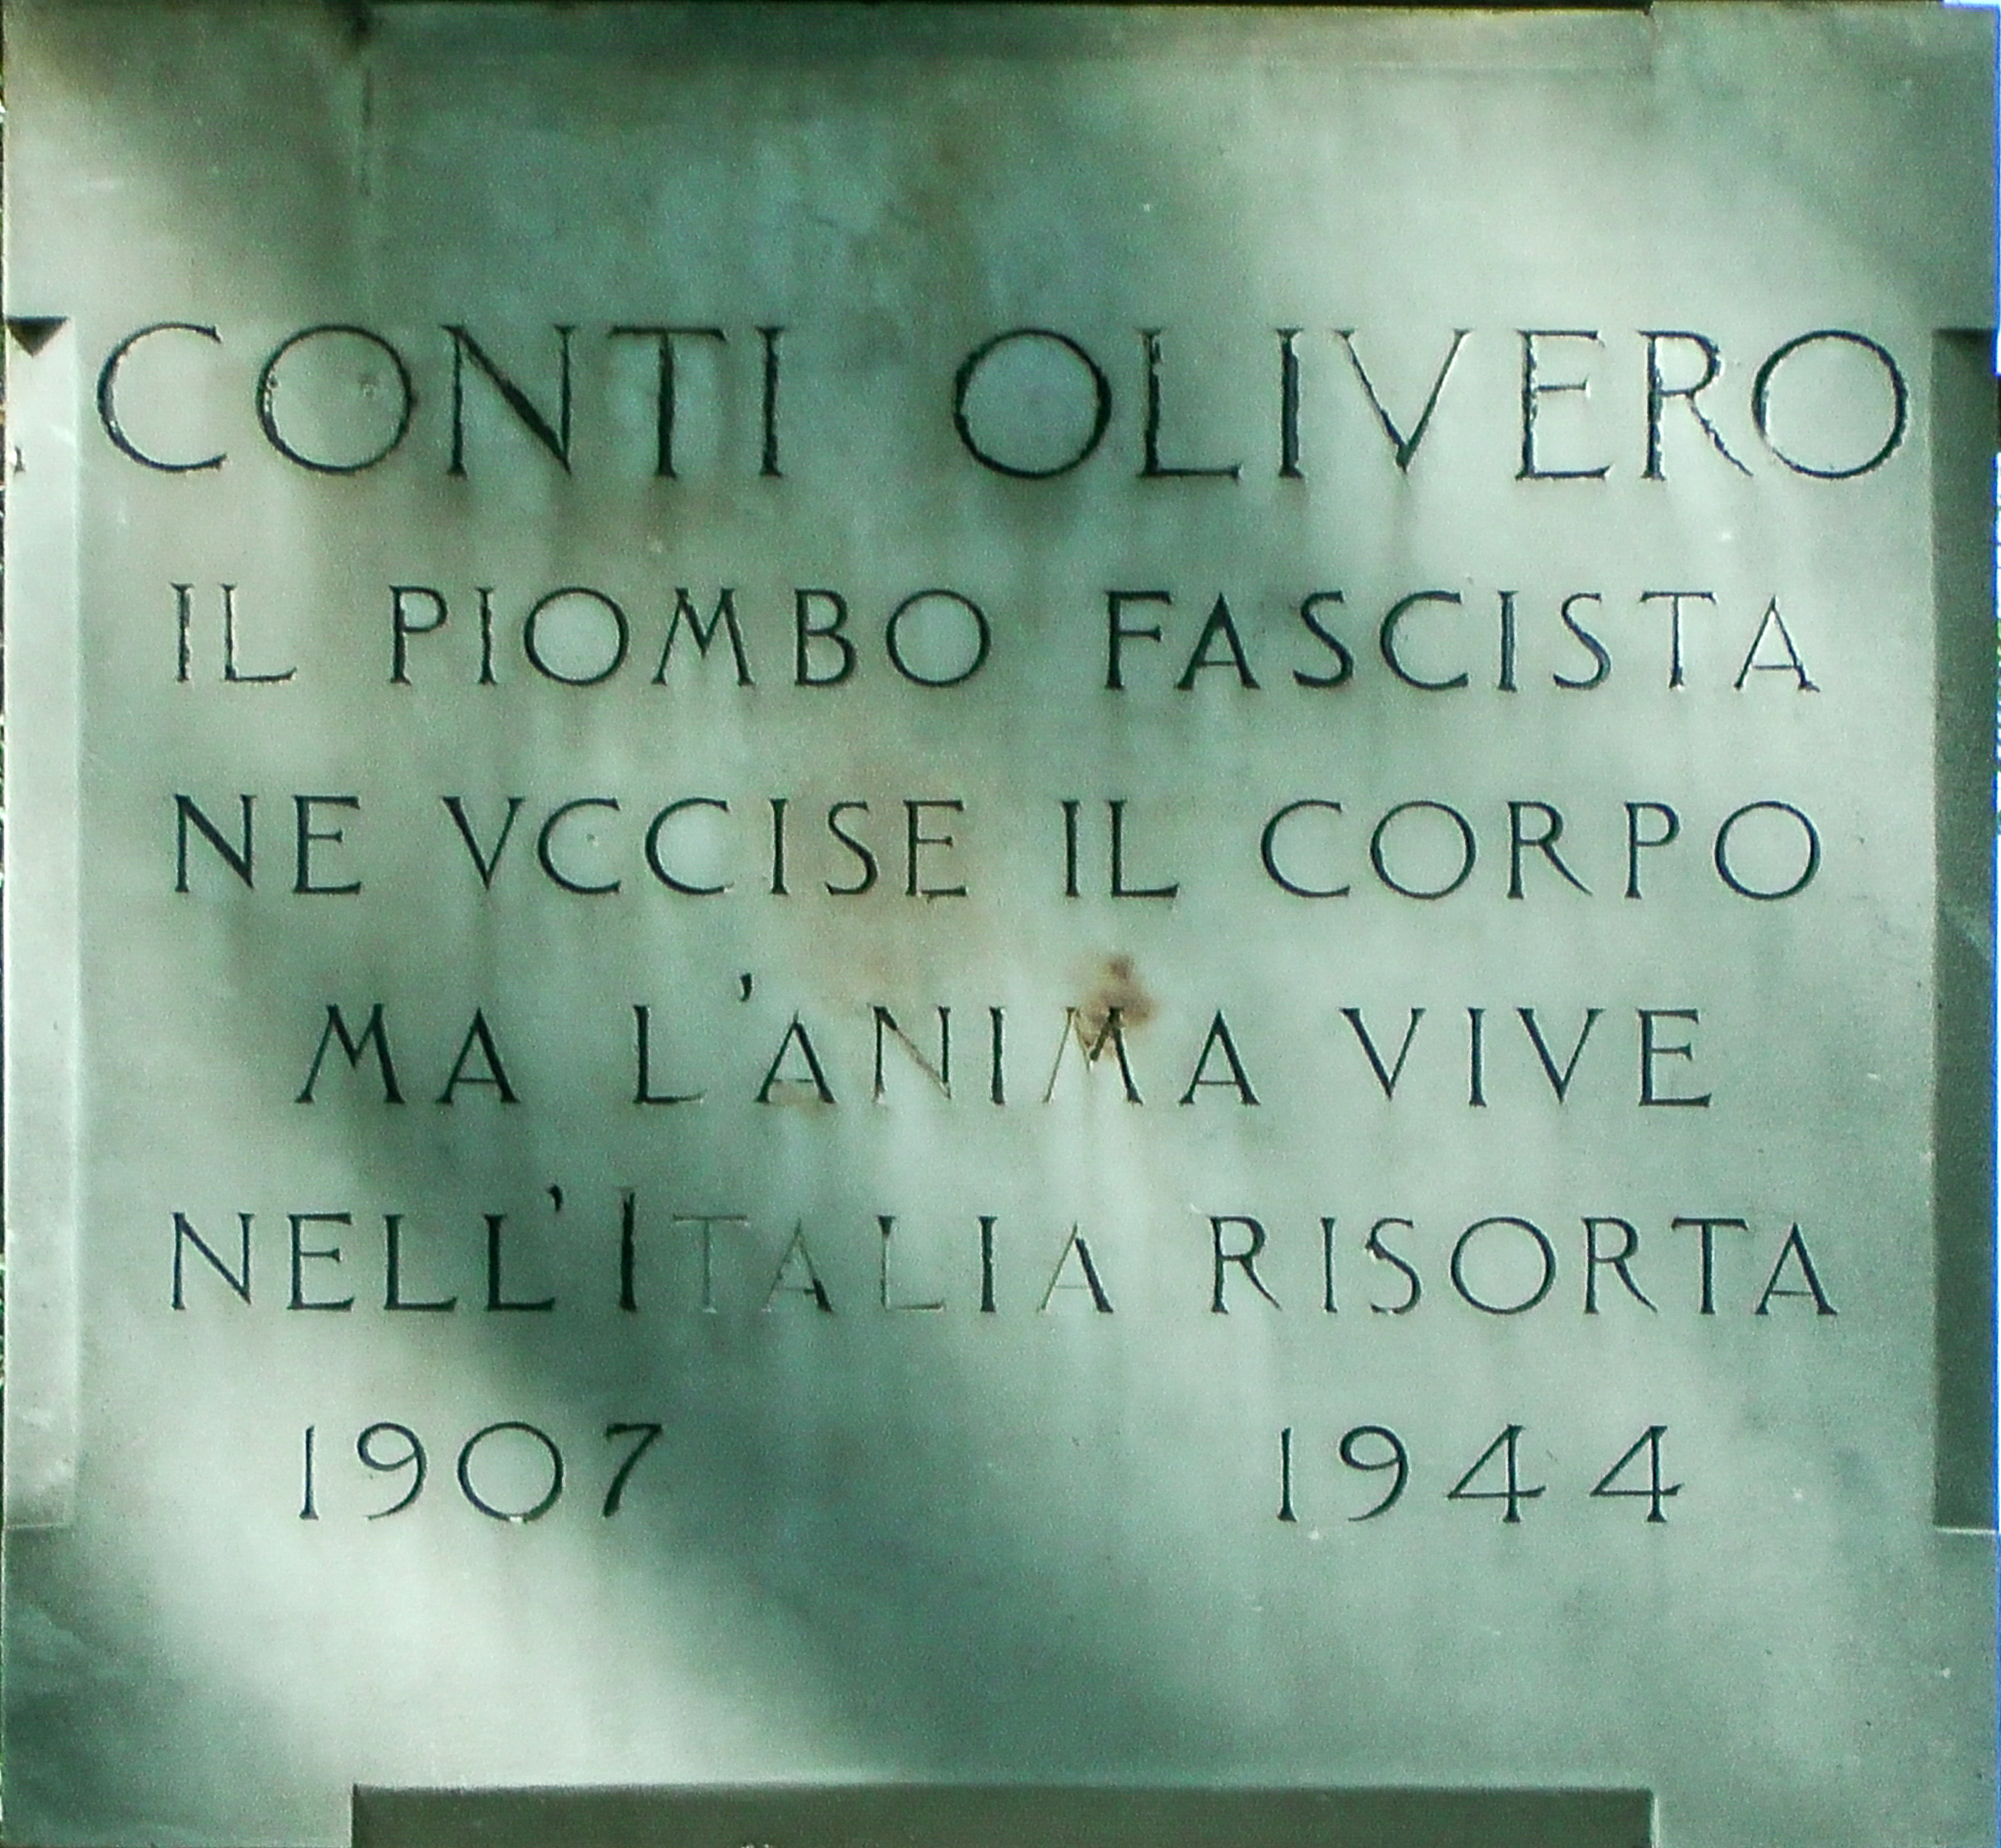 CONTI OLIVERO
IL PIOMBO FASCISTA
NE VCCISE IL CORPO
MA L'ANIMA VIVE
NELL'ITALIA RISORTA
1907 1944